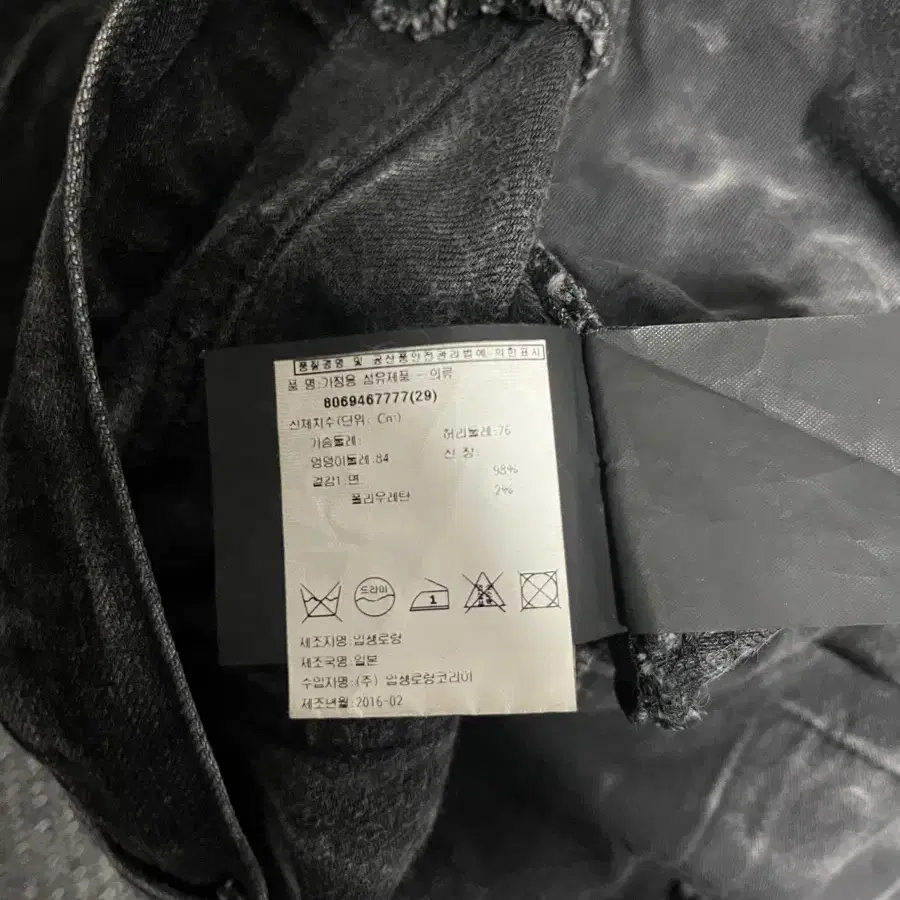 품질경영 및 공산품안전관리법에 의한표시
품 명:가정용 섬유제품 - 의류
8069467777(29)
신체치수(단위: Cm)
가슴둘레: 허리둘레:76
엉덩이둘레:84 신 장:
겉감1:면 98%
폴리우레탄 2%
드라이
1
제조자명:입생로랑
제조국명:일본
수입자명:(주) 입생로랑코리아
제조년월:2016-02